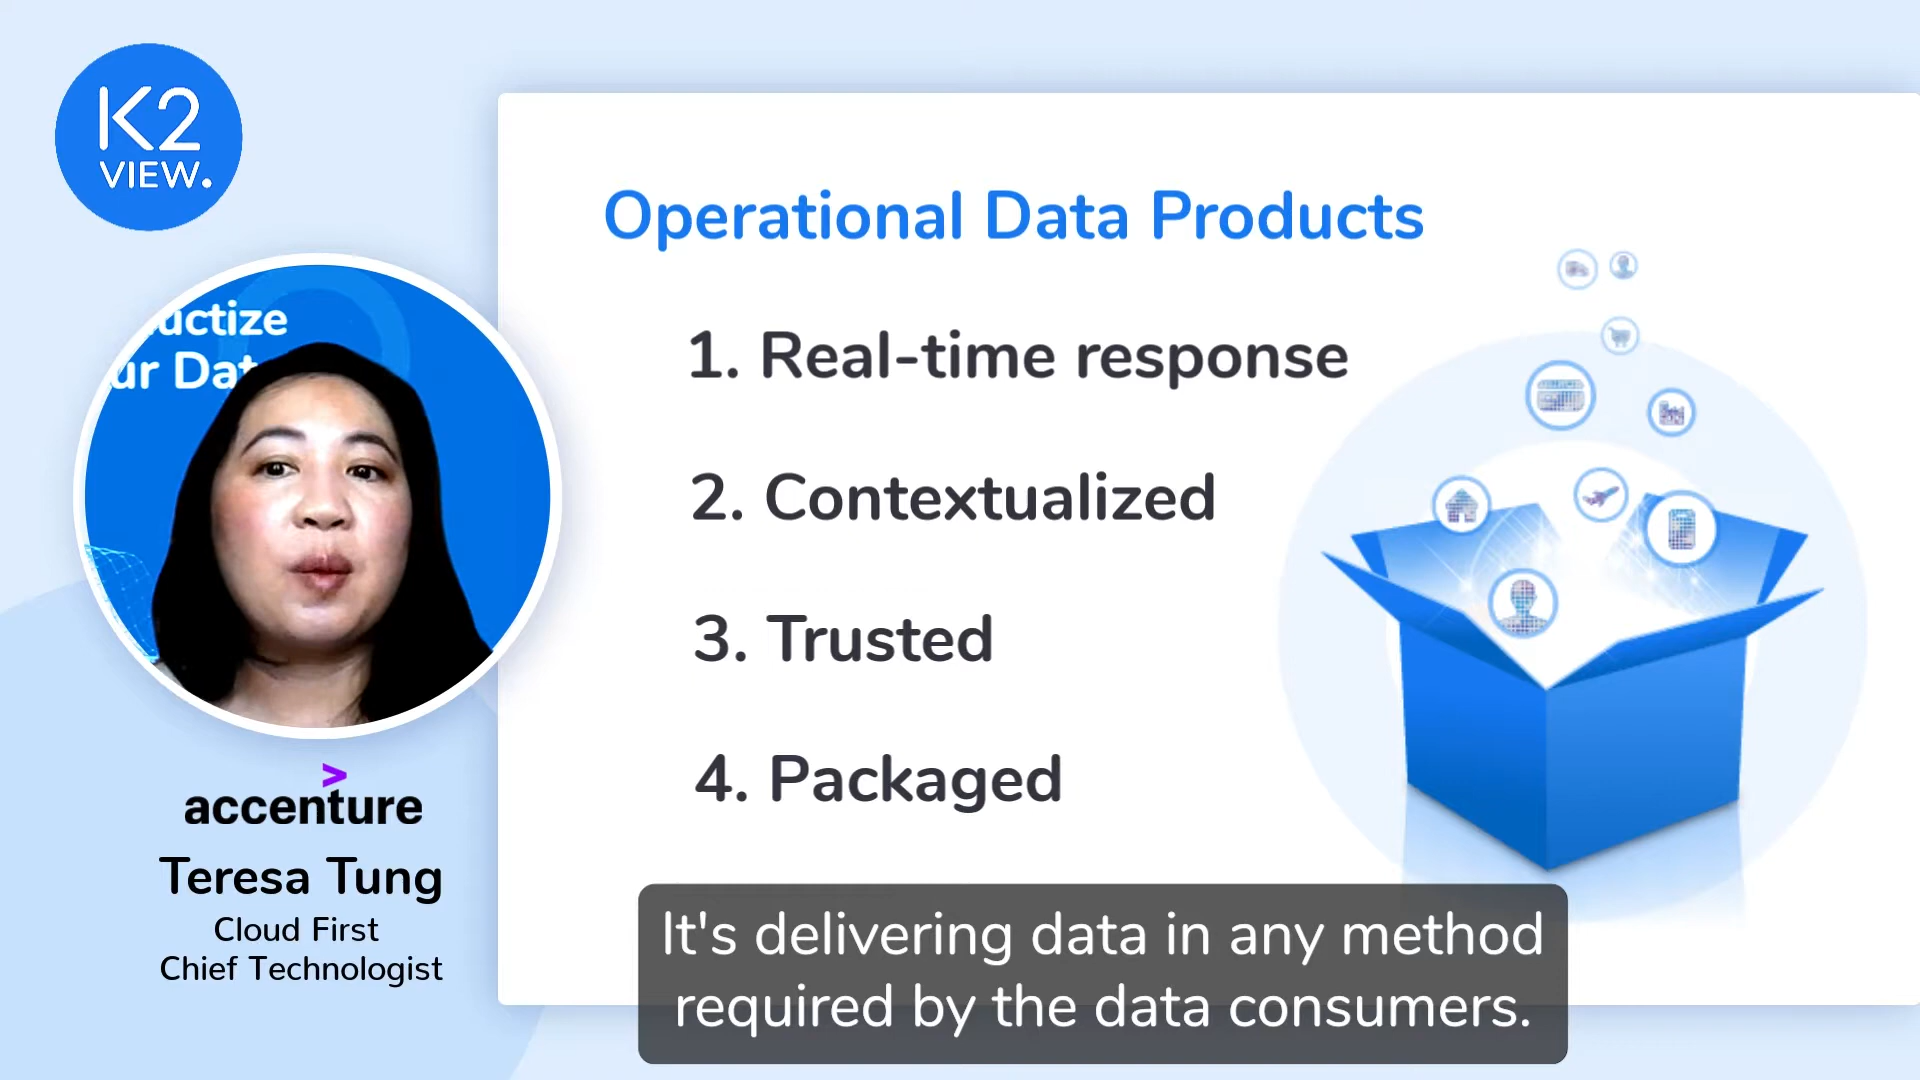 K2
VIEW.
Operational Data Products
1. Real-time response
2. Contextualized
3. Trusted
4. Packaged
uctize
ur Dat
>
accenture
Teresa Tung
Cloud First
Chief Technologist
It's delivering data in any method
required by the data consumers.